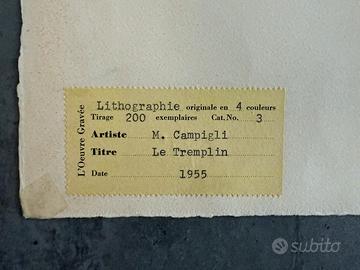 L'Oeuvre Gravée
Lithographie originale en 4 couleurs
Tirage 200 exemplaires Cat. No. 3
Artiste M. Campigli
Titre Le Tremplin
Date 1955
subito